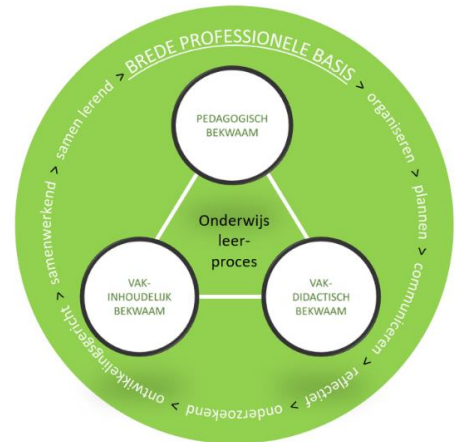 BREDE PROFESSIONELE BASIS > organiseren > plannen > communiceren > reflectief > onderzoekend > ontwikkelingsgericht > samenwerkend > samen lerend >
PEDAGOGISCH
BEKWAAM
Onderwijs
leer-
proces
VAK-
INHOUDELIJK
BEKWAAM
VAK-
DIDACTISCH
BEKWAAM